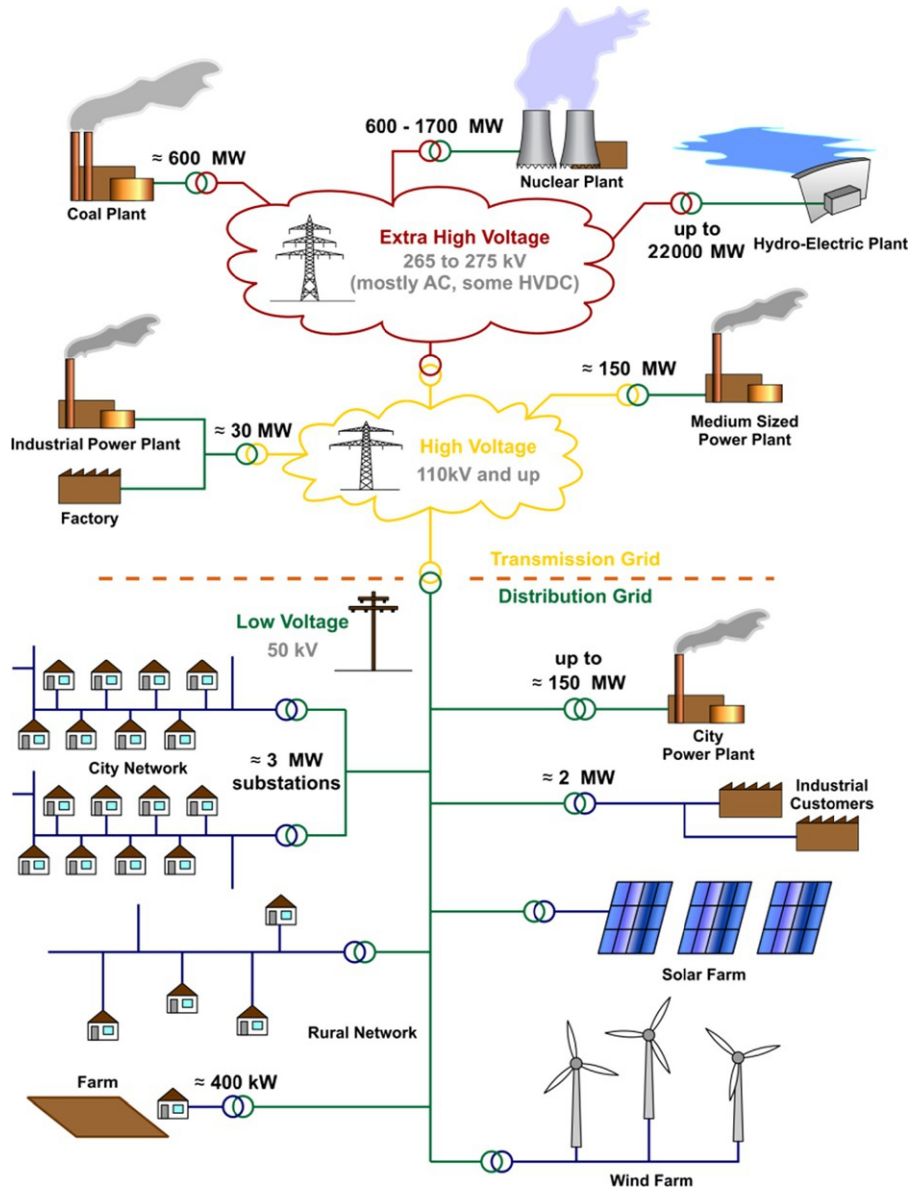 600 - 1700 MW
≈ 600 MW
Nuclear Plant
Coal Plant
up to
22000 MW
Hydro-Electric Plant
Extra High Voltage
265 to 275 kV
(mostly AC, some HVDC)
≈ 150 MW
Medium Sized
Power Plant
≈ 30 MW
Industrial Power Plant
High Voltage
110kV and up
Factory
Transmission Grid
Distribution Grid
Low Voltage
50 kV
up to
≈ 150 MW
City
Power Plant
City Network
≈ 3 MW
substations
≈ 2 MW
Industrial
Customers
Solar Farm
Rural Network
Farm
≈ 400 kW
Wind Farm